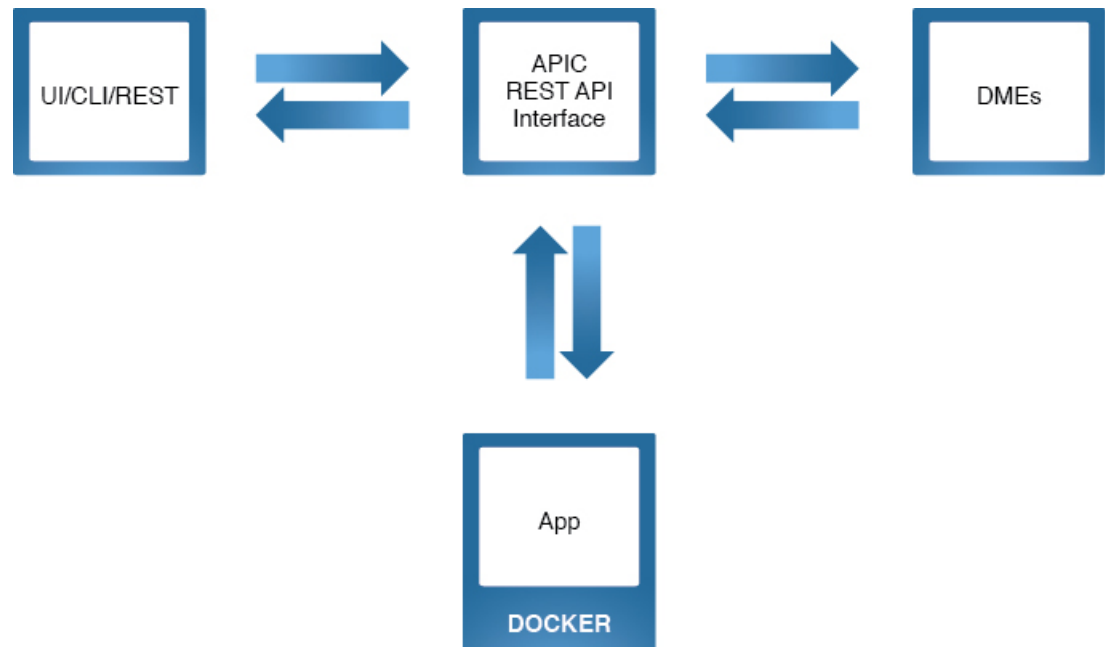 UI/CLI/REST
APIC
REST API
Interface
DMEs
App
DOCKER